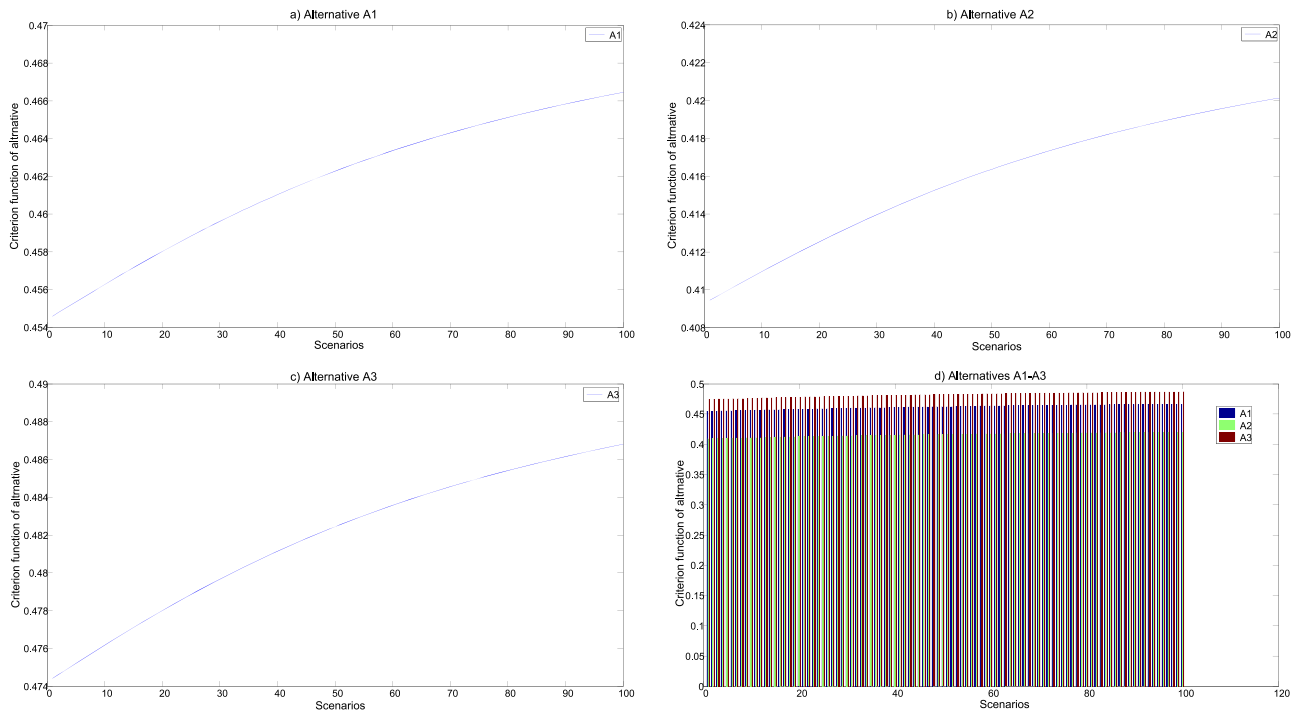 a) Alternative A1
0.47
0.468
0.466
0.464
0.462
0.46
0.458
0.456
0.454
Criterion function of altrnative
A1
0 10 20 30 40 50 60 70 80 90 100
Scenarios
b) Alternative A2
0.424
0.422
0.42
0.418
0.416
0.414
0.412
0.41
0.408
Criterion function of altrnative
A2
0 10 20 30 40 50 60 70 80 90 100
Scenarios
c) Alternative A3
0.49
0.488
0.486
0.484
0.482
0.48
0.478
0.476
0.474
Criterion function of altrnative
A3
0 10 20 30 40 50 60 70 80 90 100
Scenarios
d) Alternatives A1-A3
0.5
0.45
0.4
0.35
0.3
0.25
0.2
0.15
0.1
0.05
0
Criterion function of altrnative
A1
A2
A3
0 20 40 60 80 100 120
Scenarios